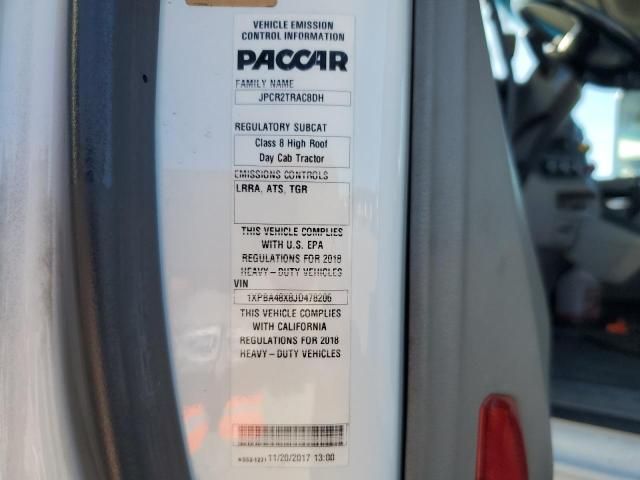 VEHICLE EMISSION
CONTROL INFORMATION
PACCAR
FAMILY NAME
JPCR2TRAC8DH
REGULATORY SUBCAT
Class 8 High Roof
Day Cab Tractor
EMISSIONS CONTROLS
LRRA, ATS, TGR
THIS VEHICLE COMPLIES
WITH U.S. EPA
REGULATIONS FOR 2018
HEAVY-DUTY VEHICLES
VIN
1XPBA48X8JD478206
THIS VEHICLE COMPLIES
WITH CALIFORNIA
REGULATIONS FOR 2018
HEAVY-DUTY VEHICLES
11/20/2017 13:00